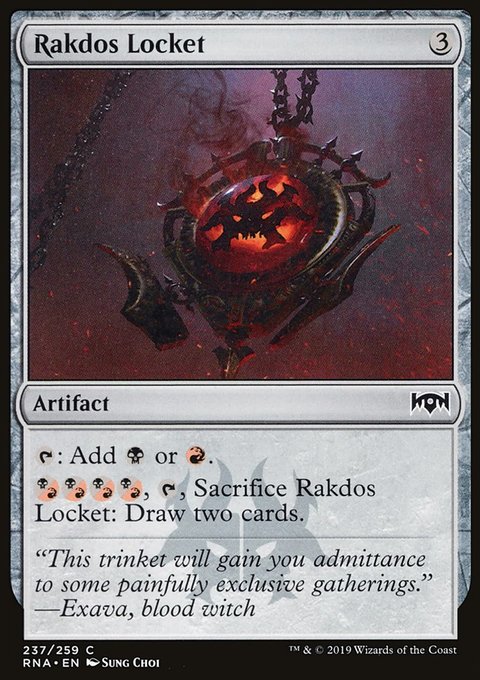 Rakdos Locket 3
Artifact
: Add or .
, , Sacrifice Rakdos
Locket: Draw two cards.
“This trinket will gain you admittance
to some painfully exclusive gatherings.”
—Exava, blood witch
237/259 C
RNA • EN Sung Choi
™ & © 2019 Wizards of the Coast